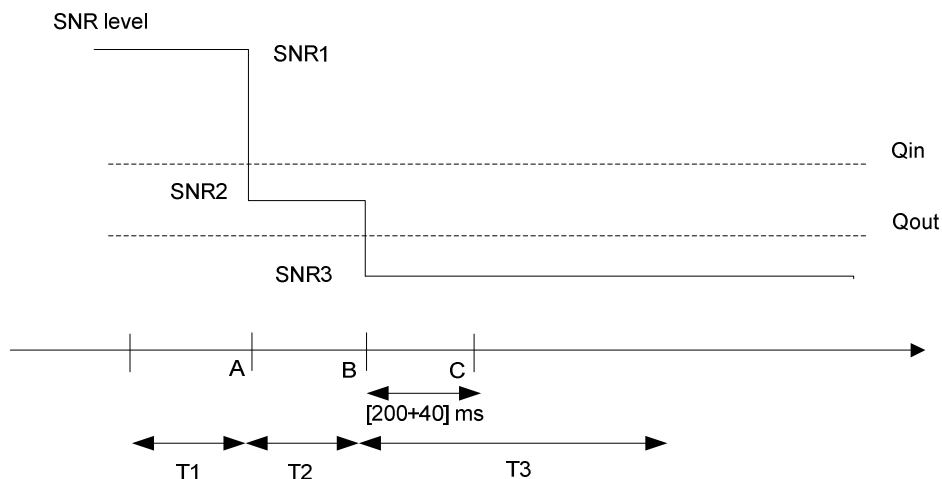 SNR level
SNR1
Qin
SNR2
Qout
SNR3
A
B
C
[200+40] ms
T1
T2
T3